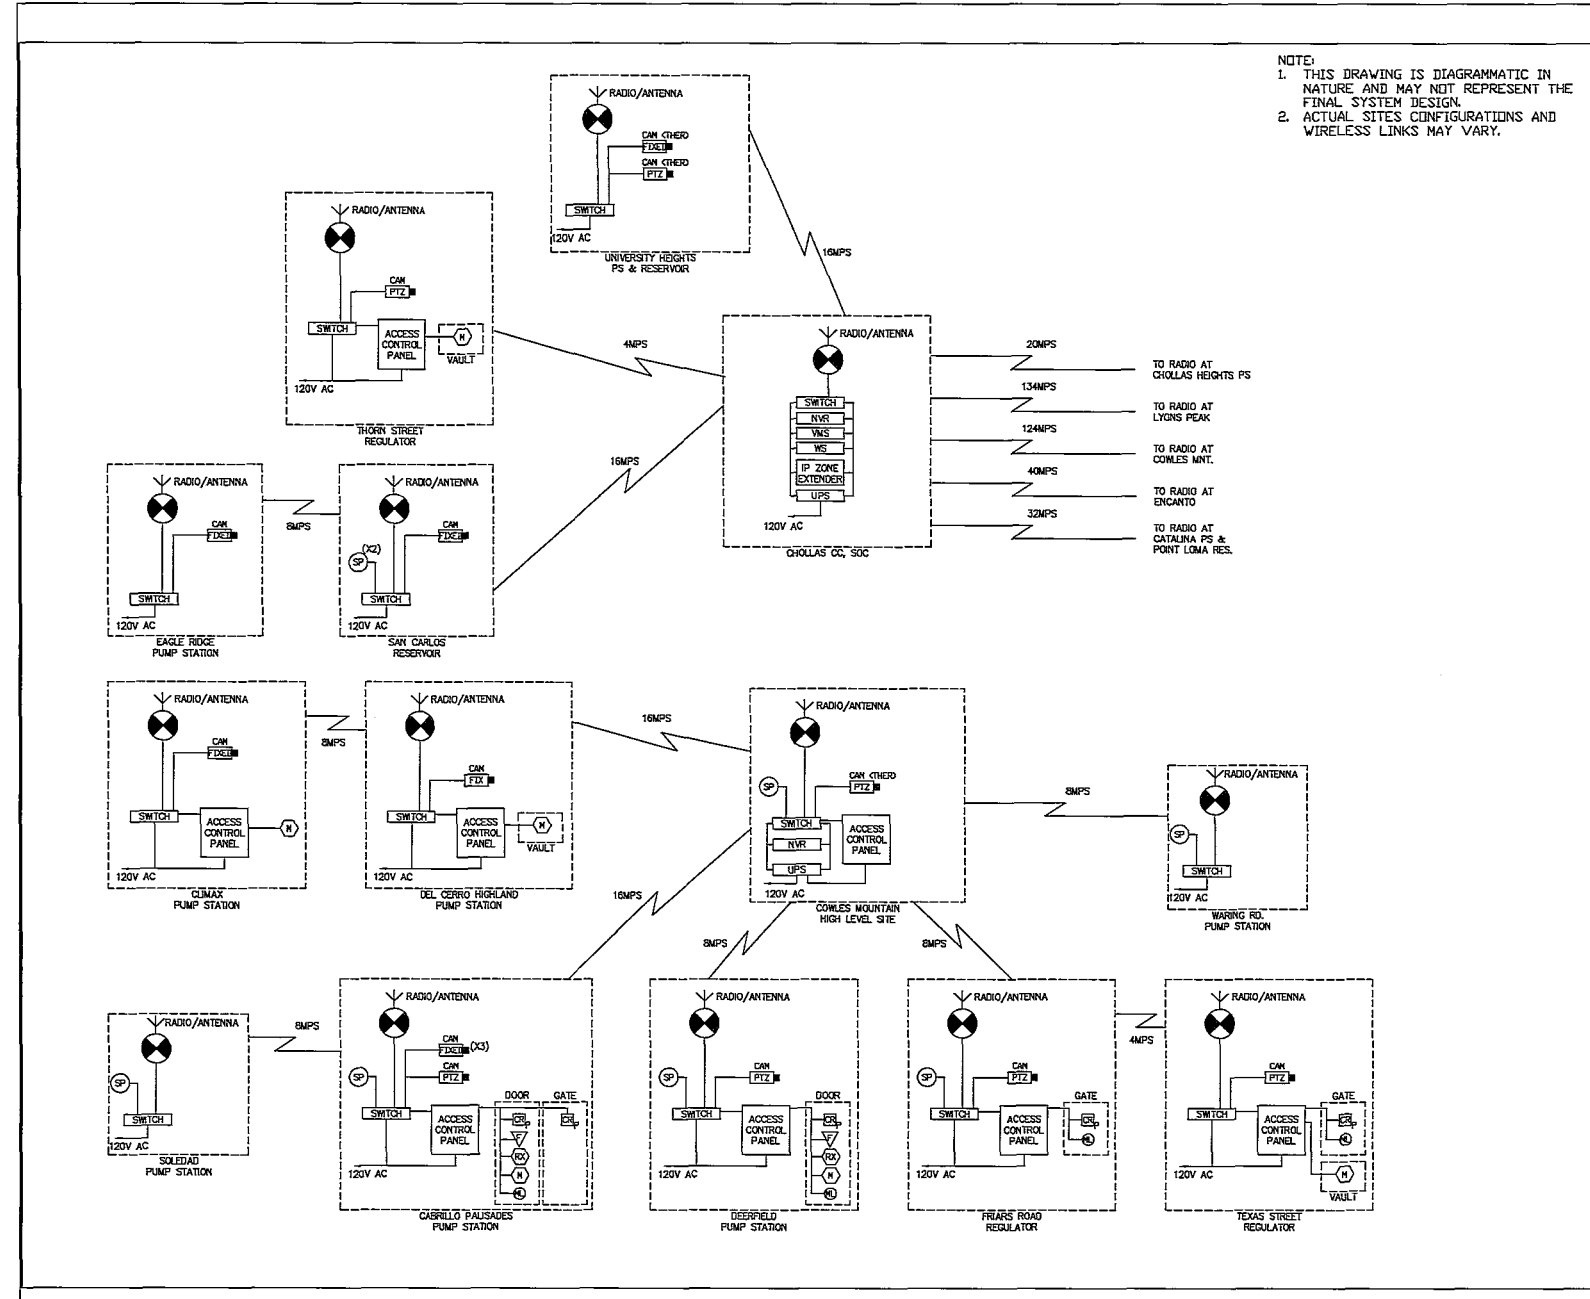 NOTE:
1. THIS DRAWING IS DIAGRAMMATIC IN
NATURE AND MAY NOT REPRESENT THE
FINAL SYSTEM DESIGN.
2. ACTUAL SITES CONFIGURATIONS AND
WIRELESS LINKS MAY VARY.
RADIO/ANTENNA
CAM (THER)
FIXED
CAM (THER)
PTZ
SWITCH
120V AC
UNIVERSITY HEIGHTS
PS & RESERVOIR
16MPS
RADIO/ANTENNA
CAM
PTZ
SWITCH
ACCESS
CONTROL
PANEL
M
VAULT
120V AC
THORN STREET
REGULATOR
4MPS
RADIO/ANTENNA
SWITCH
NVR
VMS
WS
IP ZONE
EXTENDER
UPS
120V AC
CHOLLAS CC, SOC
20MPS
TO RADIO AT
CHOLLAS HEIGHTS PS
134MPS
TO RADIO AT
LYONS PEAK
124MPS
TO RADIO AT
COWLES MNT.
40MPS
TO RADIO AT
ENCANTO
32MPS
TO RADIO AT
CATALINA PS &
POINT LOMA RES.
RADIO/ANTENNA
CAM
FIXED
SWITCH
120V AC
EAGLE RIDGE
PUMP STATION
8MPS
RADIO/ANTENNA
CAM
FIXED
(X2)
SP
SWITCH
120V AC
SAN CARLOS
RESERVOIR
16MPS
RADIO/ANTENNA
CAM
FIXED
SWITCH
ACCESS
CONTROL
PANEL
M
120V AC
CLIMAX
PUMP STATION
8MPS
RADIO/ANTENNA
CAM
FIX
SWITCH
ACCESS
CONTROL
PANEL
M
VAULT
120V AC
DEL CERRO HIGHLAND
PUMP STATION
16MPS
RADIO/ANTENNA
SP
CAM (THER)
PTZ
SWITCH
NVR
UPS
ACCESS
CONTROL
PANEL
120V AC
COWLES MOUNTAIN
HIGH LEVEL SITE
8MPS
RADIO/ANTENNA
SP
SWITCH
120V AC
WARING RD.
PUMP STATION
16MPS
8MPS
8MPS
RADIO/ANTENNA
SP
SWITCH
120V AC
SOLEDAD
PUMP STATION
8MPS
RADIO/ANTENNA
CAM
FIXED
(X3)
CAM
PTZ
SP
SWITCH
ACCESS
CONTROL
PANEL
DOOR
CR P
F
RX
M
ML
GATE
CR P
120V AC
CABRILLO PALISADES
PUMP STATION
RADIO/ANTENNA
SP
CAM
PTZ
SWITCH
ACCESS
CONTROL
PANEL
DOOR
CR P
F
RX
M
ML
120V AC
DEERFIELD
PUMP STATION
RADIO/ANTENNA
SP
CAM
PTZ
SWITCH
ACCESS
CONTROL
PANEL
GATE
CR P
ML
120V AC
FRIARS ROAD
REGULATOR
4MPS
RADIO/ANTENNA
CAM
PTZ
SWITCH
ACCESS
CONTROL
PANEL
GATE
CR P
ML
M
VAULT
120V AC
TEXAS STREET
REGULATOR